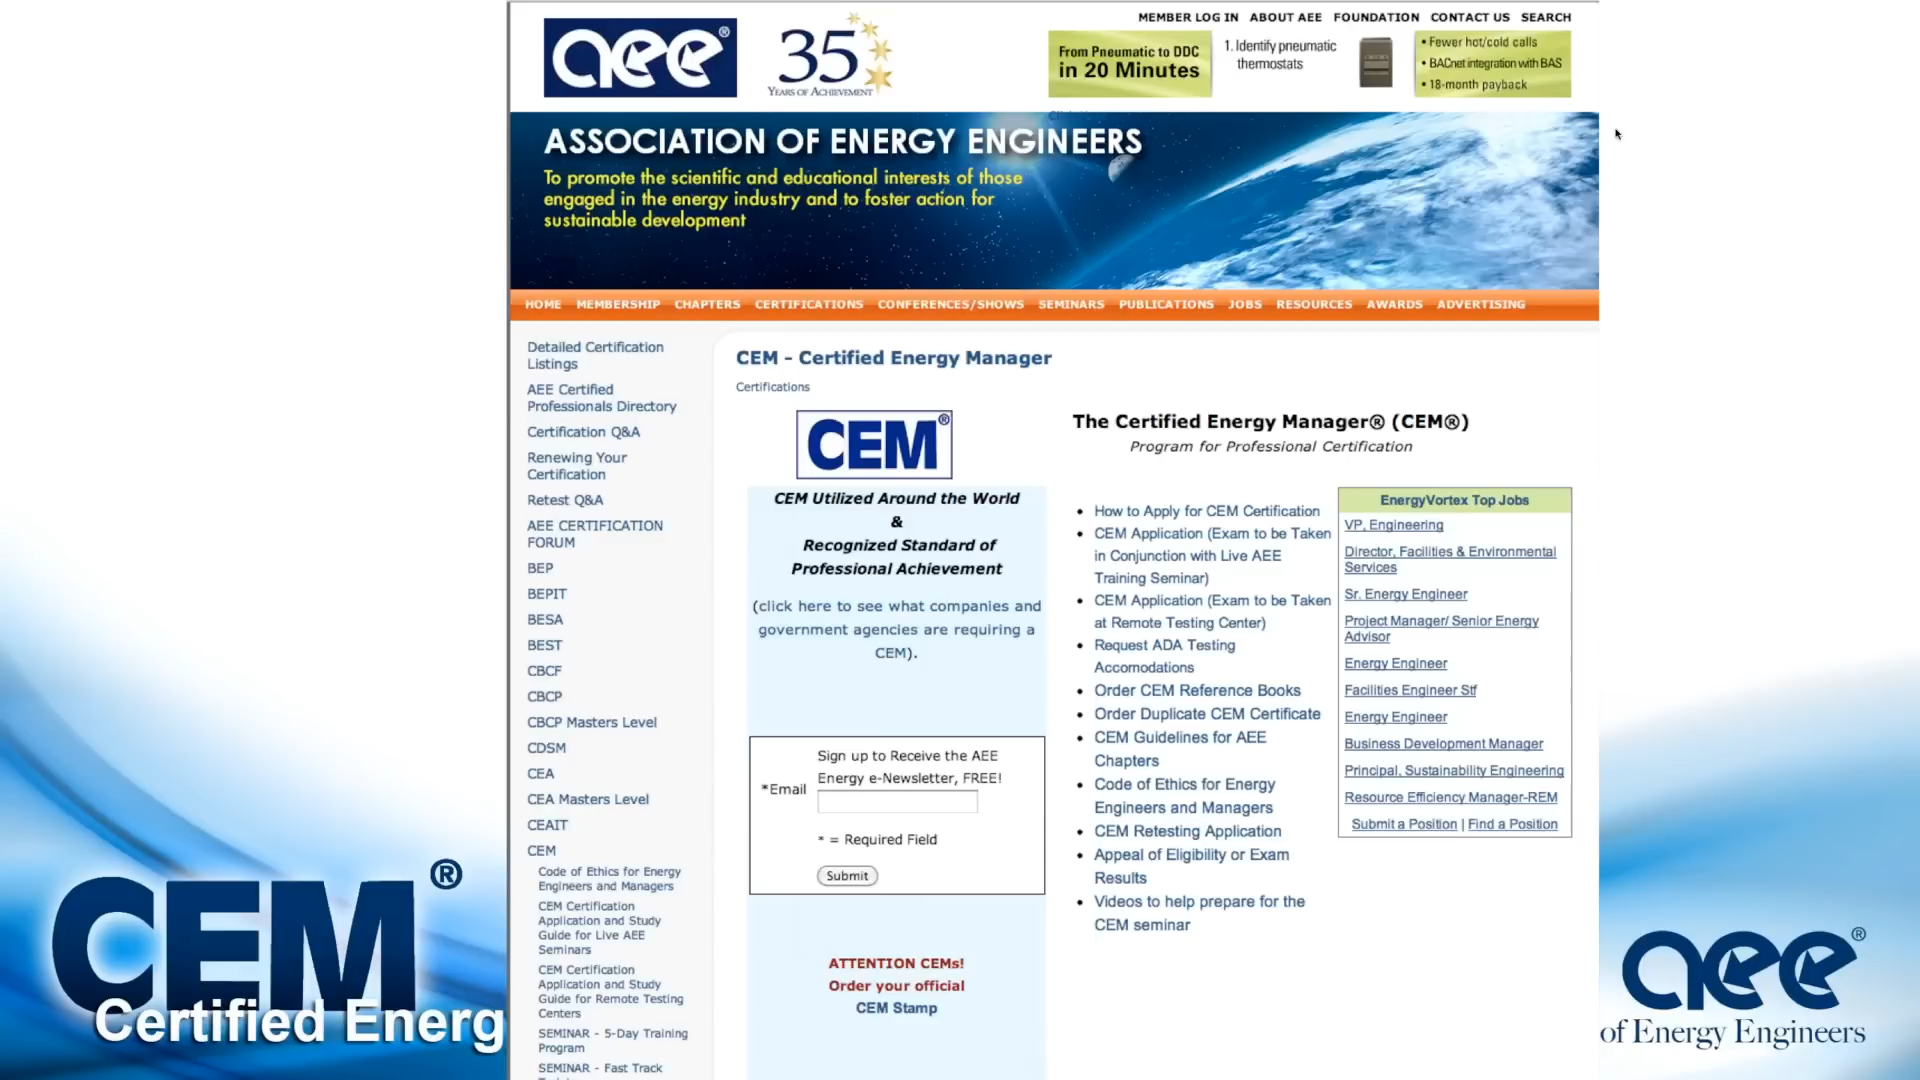 MEMBER LOG IN ABOUT AEE FOUNDATION CONTACT US SEARCH
aee®
35
YEARS OF ACHIEVEMENT
From Pneumatic to DDC
in 20 Minutes
1. Identify pneumatic
thermostats
• Fewer hot/cold calls
• BACnet integration with BAS
• 18-month payback
ASSOCIATION OF ENERGY ENGINEERS
To promote the scientific and educational interests of those
engaged in the energy industry and to foster action for
sustainable development
HOME MEMBERSHIP CHAPTERS CERTIFICATIONS CONFERENCES/SHOWS SEMINARS PUBLICATIONS JOBS RESOURCES AWARDS ADVERTISING
Detailed Certification
Listings
AEE Certified
Professionals Directory
Certification Q&A
Renewing Your
Certification
Retest Q&A
AEE CERTIFICATION
FORUM
BEP
BEPIT
BESA
BEST
CBCF
CBCP
CBCP Masters Level
CDSM
CEA
CEA Masters Level
CEAIT
CEM
Code of Ethics for Energy
Engineers and Managers
CEM Certification
Application and Study
Guide for Live AEE
Seminars
CEM Certification
Application and Study
Guide for Remote Testing
Centers
SEMINAR - 5-Day Training
Program
SEMINAR - Fast Track
CEM - Certified Energy Manager
Certifications
CEM®
CEM Utilized Around the World
&
Recognized Standard of
Professional Achievement
(click here to see what companies and
government agencies are requiring a
CEM).
Sign up to Receive the AEE
Energy e-Newsletter, FREE!
*Email
* = Required Field
Submit
ATTENTION CEMs!
Order your official
CEM Stamp
The Certified Energy Manager® (CEM®)
Program for Professional Certification
• How to Apply for CEM Certification
• CEM Application (Exam to be Taken
in Conjunction with Live AEE
Training Seminar)
• CEM Application (Exam to be Taken
at Remote Testing Center)
• Request ADA Testing
Accomodations
• Order CEM Reference Books
• Order Duplicate CEM Certificate
• CEM Guidelines for AEE
Chapters
• Code of Ethics for Energy
Engineers and Managers
• CEM Retesting Application
• Appeal of Eligibility or Exam
Results
• Videos to help prepare for the
CEM seminar
EnergyVortex Top Jobs
VP, Engineering
Director, Facilities & Environmental
Services
Sr. Energy Engineer
Project Manager/ Senior Energy
Advisor
Energy Engineer
Facilities Engineer Stf
Energy Engineer
Business Development Manager
Principal, Sustainability Engineering
Resource Efficiency Manager-REM
Submit a Position | Find a Position
CEM®
Certified Energ
aee®
of Energy Engineers